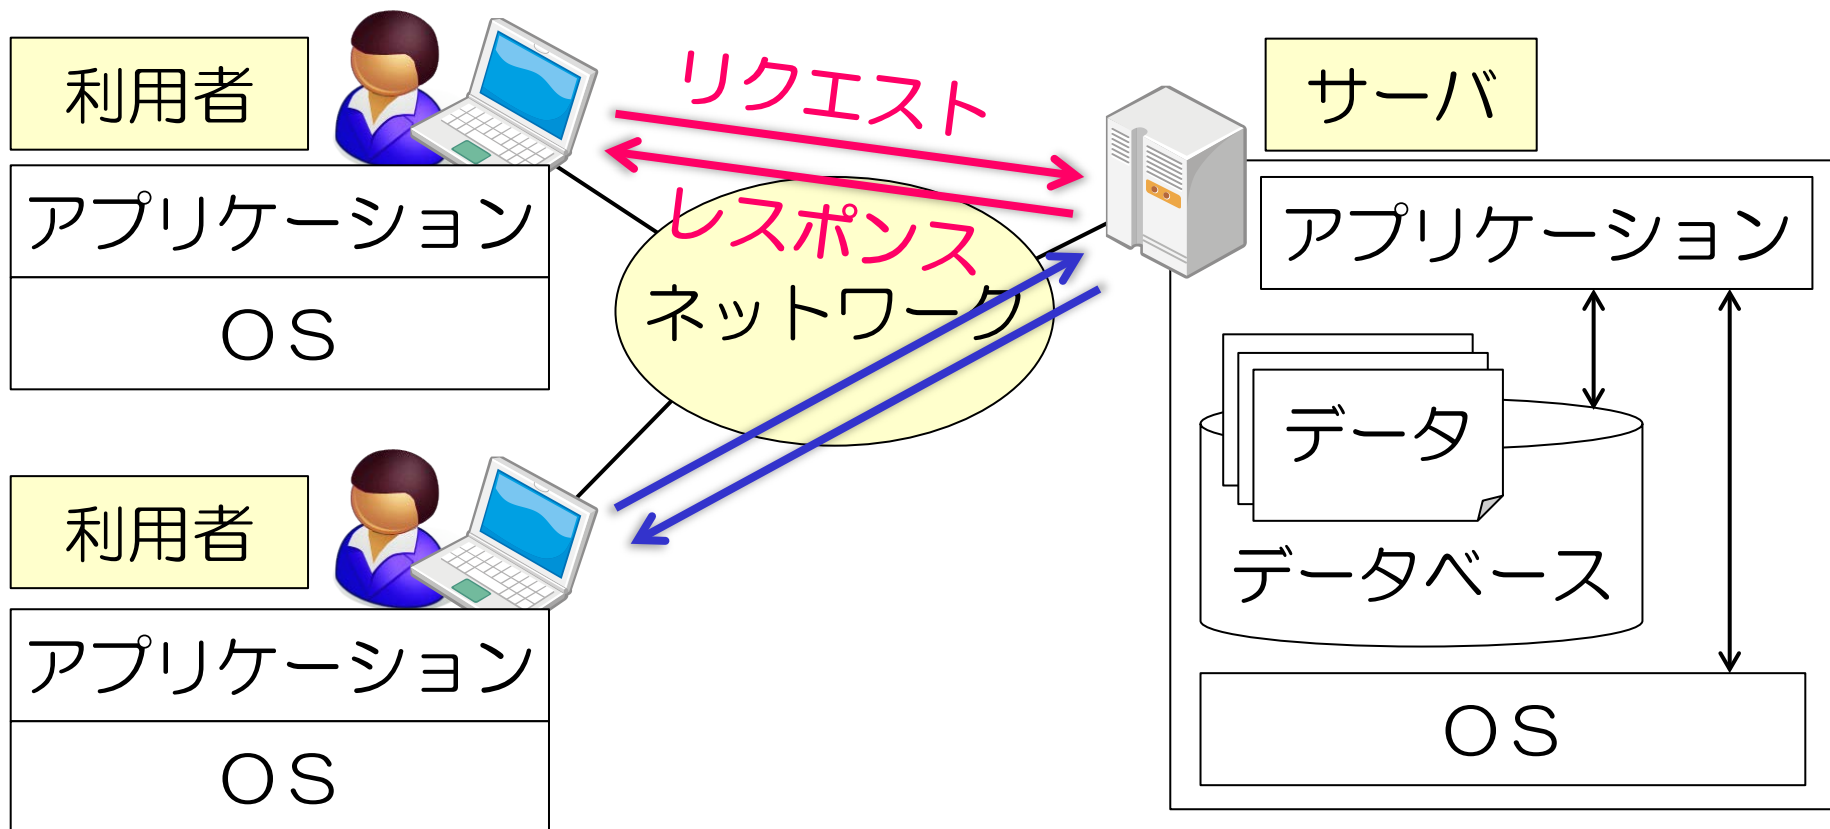 利用者
アプリケーション
ＯＳ
利用者
アプリケーション
ＯＳ
リクエスト
レスポンス
ネットワーク
サーバ
アプリケーション
データ
データベース
ＯＳ